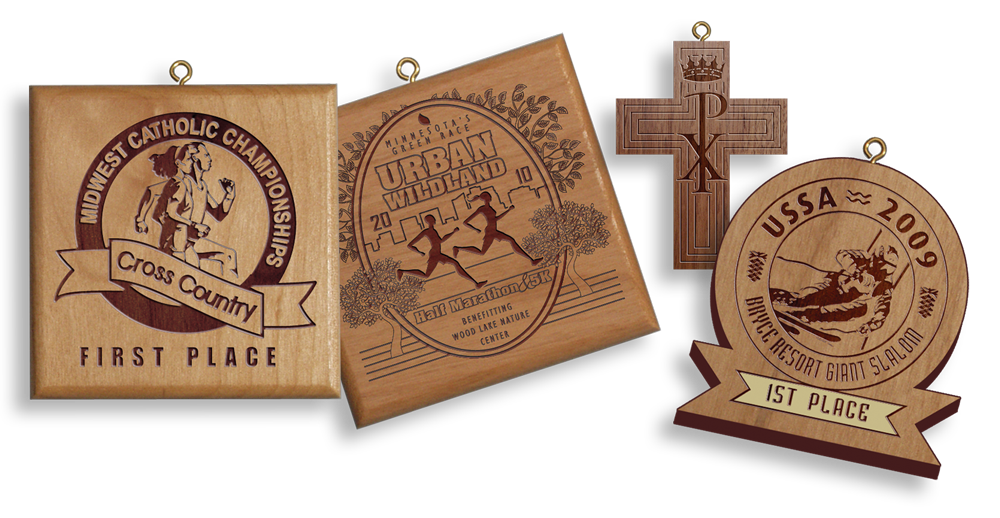 MIDWEST CATHOLIC CHAMPIONSHIPS
Cross Country
FIRST PLACE
MINNESOTA'S
GREEN RACE
URBAN
WILDLAND
20 10
Half Marathon & 5K
BENEFITTING
WOOD LAKE NATURE
CENTER
USSA 2009
BRYCE RESORT GIANT SLALOM
1ST PLACE